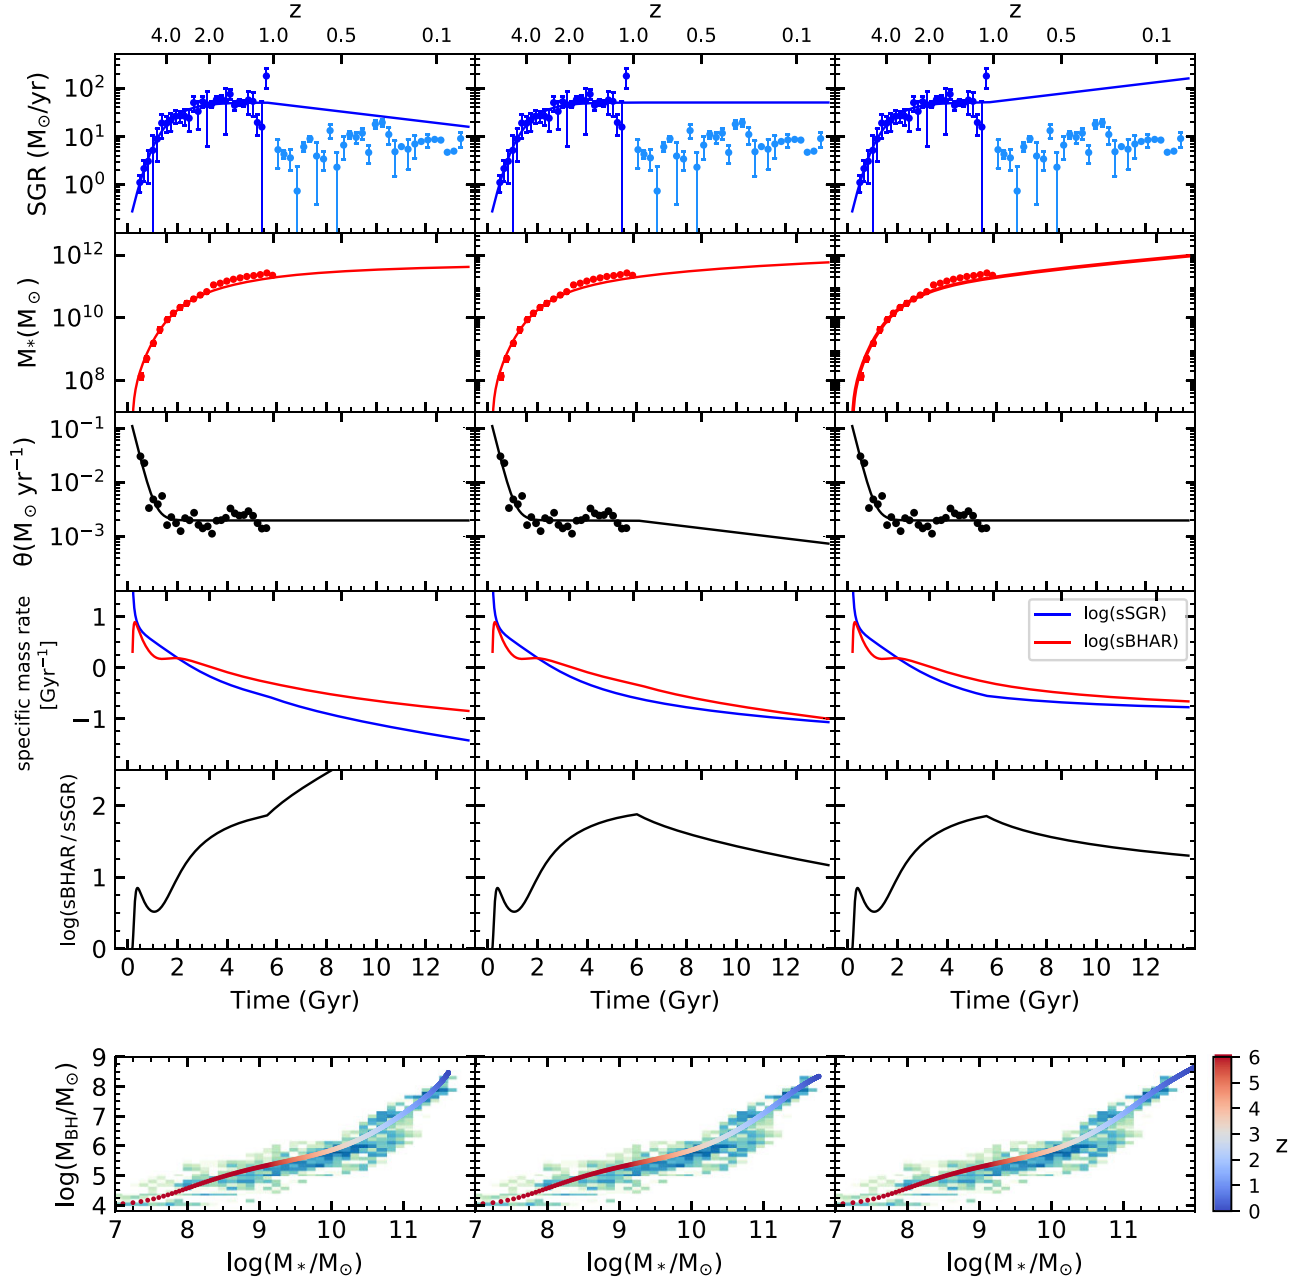 z z z
4.0 2.0 1.0 0.5 0.1 4.0 2.0 1.0 0.5 0.1 4.0 2.0 1.0 0.5 0.1
SGR (M⊙/yr)
10² 10¹ 10⁰
M*(M⊙)
10¹² 10¹⁰ 10⁸
θ(M⊙ yr⁻¹)
10⁻¹ 10⁻² 10⁻³
specific mass rate
[Gyr⁻¹]
1 0 −1
log(sSGR)
log(sBHAR)
log(sBHAR/sSGR)
2 1 0
0 2 4 6 8 10 12 0 2 4 6 8 10 12 0 2 4 6 8 10 12
Time (Gyr) Time (Gyr) Time (Gyr)
log(M_BH/M⊙)
9 8 7 6 5 4
7 8 9 10 11 7 8 9 10 11 7 8 9 10 11
log(M*/M⊙) log(M*/M⊙) log(M*/M⊙)
6 5 4 3 2 1 0
z